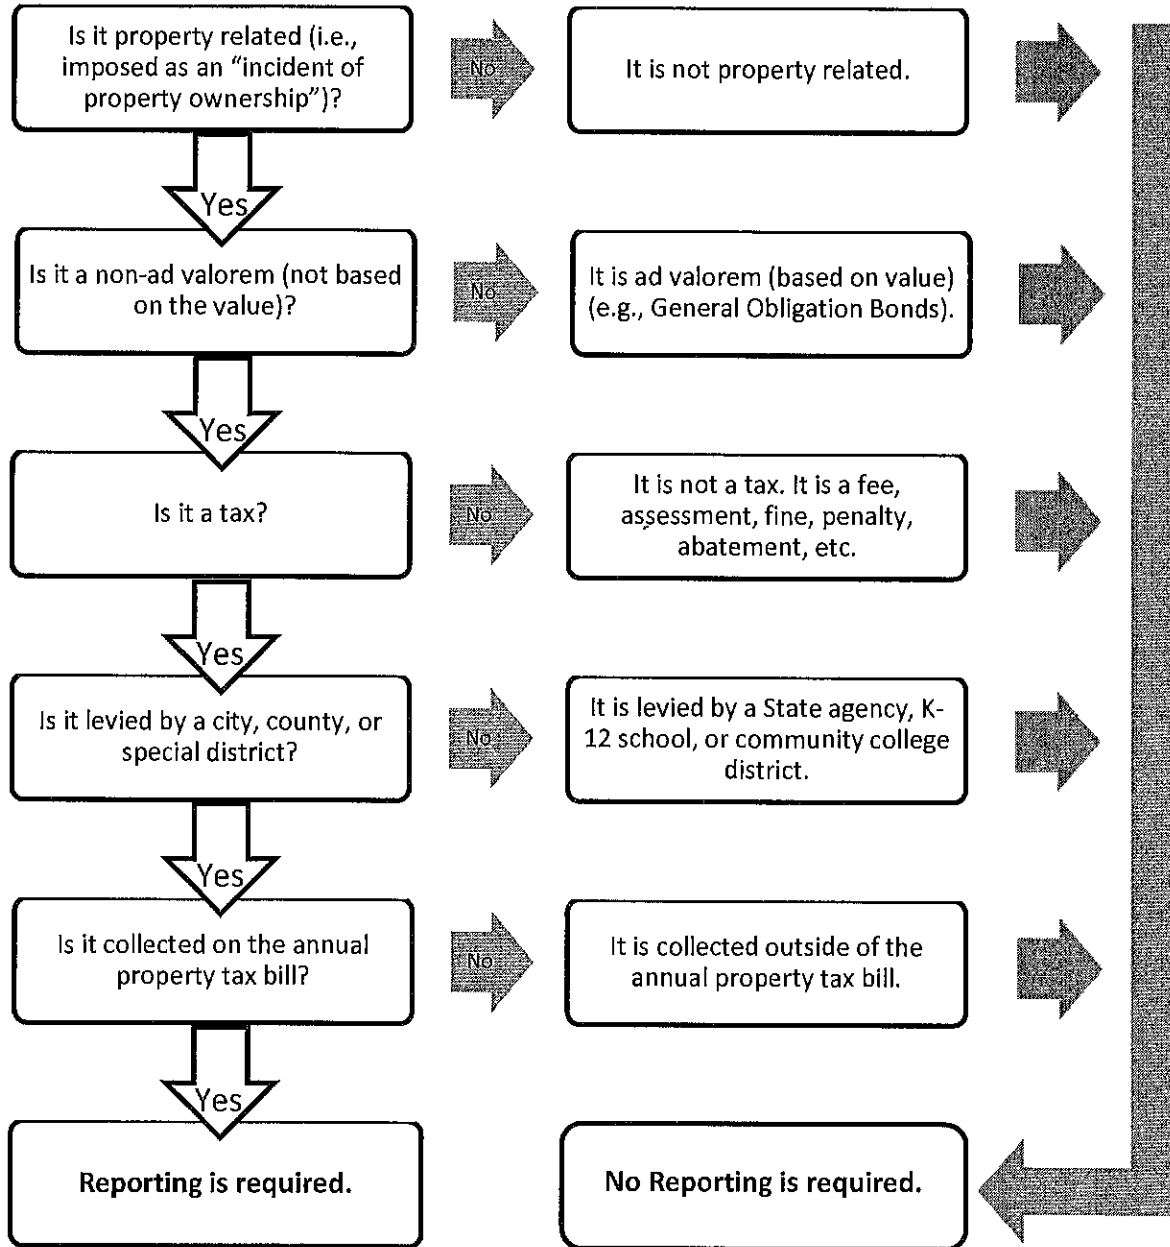 Is it property related (i.e.,
imposed as an "incident of
property ownership")?
No
It is not property related.
Yes
Is it a non-ad valorem (not based
on the value)?
No
It is ad valorem (based on value)
(e.g., General Obligation Bonds).
Yes
Is it a tax?
No
It is not a tax. It is a fee,
assessment, fine, penalty,
abatement, etc.
Yes
Is it levied by a city, county, or
special district?
No
It is levied by a State agency, K-
12 school, or community college
district.
Yes
Is it collected on the annual
property tax bill?
No
It is collected outside of the
annual property tax bill.
Yes
Reporting is required.
No Reporting is required.